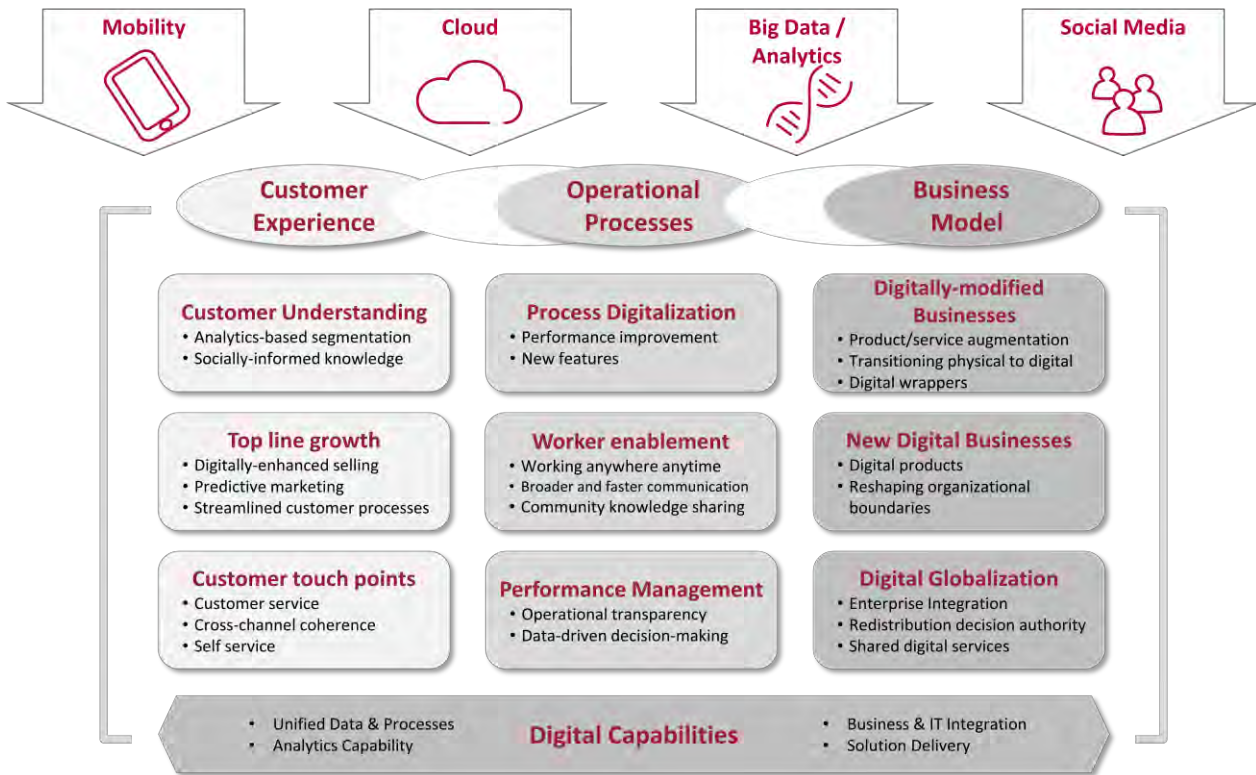 Mobility
Cloud
Big Data /
Analytics
Social Media
Customer
Experience
Operational
Processes
Business
Model
Customer Understanding
• Analytics-based segmentation
• Socially-informed knowledge
Process Digitalization
• Performance improvement
• New features
Digitally-modified
Businesses
• Product/service augmentation
• Transitioning physical to digital
• Digital wrappers
Top line growth
• Digitally-enhanced selling
• Predictive marketing
• Streamlined customer processes
Worker enablement
• Working anywhere anytime
• Broader and faster communication
• Community knowledge sharing
New Digital Businesses
• Digital products
• Reshaping organizational
boundaries
Customer touch points
• Customer service
• Cross-channel coherence
• Self service
Performance Management
• Operational transparency
• Data-driven decision-making
Digital Globalization
• Enterprise Integration
• Redistribution decision authority
• Shared digital services
• Unified Data & Processes
• Analytics Capability
Digital Capabilities
• Business & IT Integration
• Solution Delivery